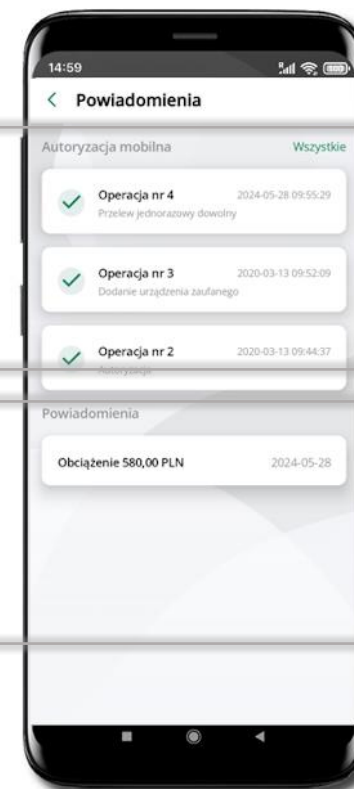 14:59
Powiadomienia
Autoryzacja mobilna Wszystkie
Operacja nr 4 2024-05-28 09:55:29
Przelew jednorazowy dowolny
Operacja nr 3 2020-03-13 09:52:09
Dodanie urządzenia zaufanego
Operacja nr 2 2020-03-13 09:44:37
Autoryzacja
Powiadomienia
Obciążenie 580,00 PLN 2024-05-28